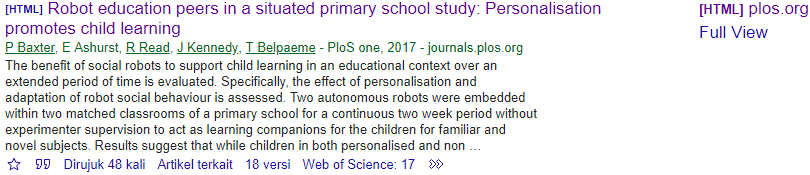 [HTML] Robot education peers in a situated primary school study: Personalisation
promotes child learning
P Baxter, E Ashurst, R Read, J Kennedy, T Belpaeme - PloS one, 2017 - journals.plos.org
The benefit of social robots to support child learning in an educational context over an
extended period of time is evaluated. Specifically, the effect of personalisation and
adaptation of robot social behaviour is assessed. Two autonomous robots were embedded
within two matched classrooms of a primary school for a continuous two week period without
experimenter supervision to act as learning companions for the children for familiar and
novel subjects. Results suggest that while children in both personalised and non …
Dirujuk 48 kali Artikel terkait 18 versi Web of Science: 17
[HTML] plos.org
Full View